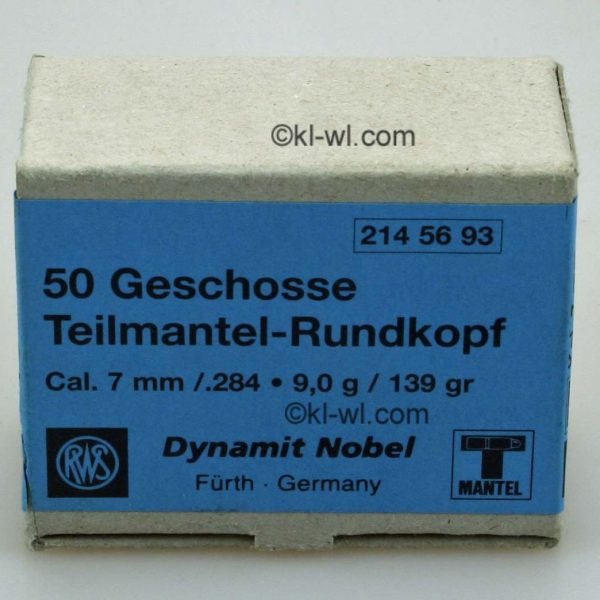 ©kl-wl.com
214 56 93
50 Geschosse
Teilmantel-Rundkopf
Cal. 7 mm /.284 • 9,0 g / 139 gr
©kl-wl.com
RWS
Dynamit Nobel
Fürth · Germany
T
MANTEL